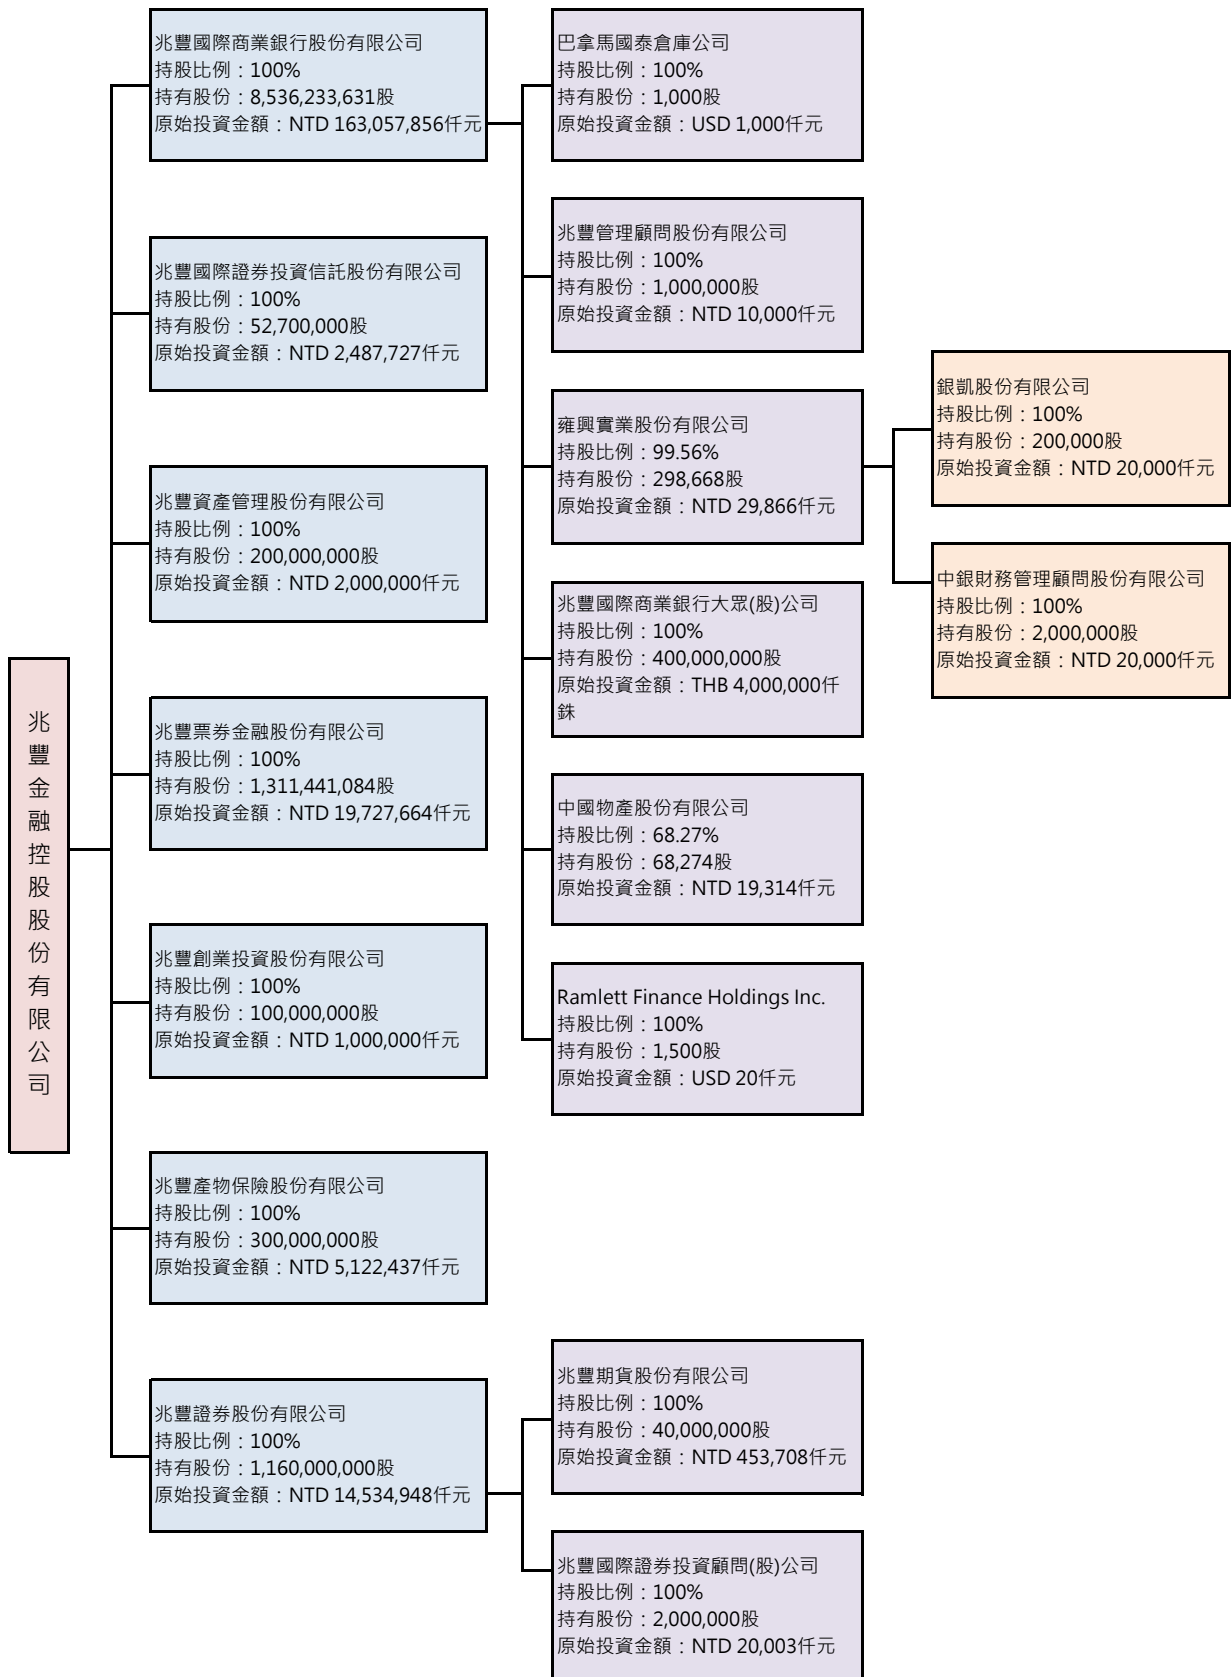 兆豐金融控股股份有限公司
兆豐國際商業銀行股份有限公司
持股比例：100%
持有股份：8,536,233,631股
原始投資金額：NTD 163,057,856仟元
兆豐國際證券投資信託股份有限公司
持股比例：100%
持有股份：52,700,000股
原始投資金額：NTD 2,487,727仟元
兆豐資產管理股份有限公司
持股比例：100%
持有股份：200,000,000股
原始投資金額：NTD 2,000,000仟元
兆豐票券金融股份有限公司
持股比例：100%
持有股份：1,311,441,084股
原始投資金額：NTD 19,727,664仟元
兆豐創業投資股份有限公司
持股比例：100%
持有股份：100,000,000股
原始投資金額：NTD 1,000,000仟元
兆豐產物保險股份有限公司
持股比例：100%
持有股份：300,000,000股
原始投資金額：NTD 5,122,437仟元
兆豐證券股份有限公司
持股比例：100%
持有股份：1,160,000,000股
原始投資金額：NTD 14,534,948仟元
巴拿馬國泰倉庫公司
持股比例：100%
持有股份：1,000股
原始投資金額：USD 1,000仟元
兆豐管理顧問股份有限公司
持股比例：100%
持有股份：1,000,000股
原始投資金額：NTD 10,000仟元
雍興實業股份有限公司
持股比例：99.56%
持有股份：298,668股
原始投資金額：NTD 29,866仟元
兆豐國際商業銀行大眾(股)公司
持股比例：100%
持有股份：400,000,000股
原始投資金額：THB 4,000,000仟
銖
中國物產股份有限公司
持股比例：68.27%
持有股份：68,274股
原始投資金額：NTD 19,314仟元
Ramlett Finance Holdings Inc.
持股比例：100%
持有股份：1,500股
原始投資金額：USD 20仟元
兆豐期貨股份有限公司
持股比例：100%
持有股份：40,000,000股
原始投資金額：NTD 453,708仟元
兆豐國際證券投資顧問(股)公司
持股比例：100%
持有股份：2,000,000股
原始投資金額：NTD 20,003仟元
銀凱股份有限公司
持股比例：100%
持有股份：200,000股
原始投資金額：NTD 20,000仟元
中銀財務管理顧問股份有限公司
持股比例：100%
持有股份：2,000,000股
原始投資金額：NTD 20,000仟元